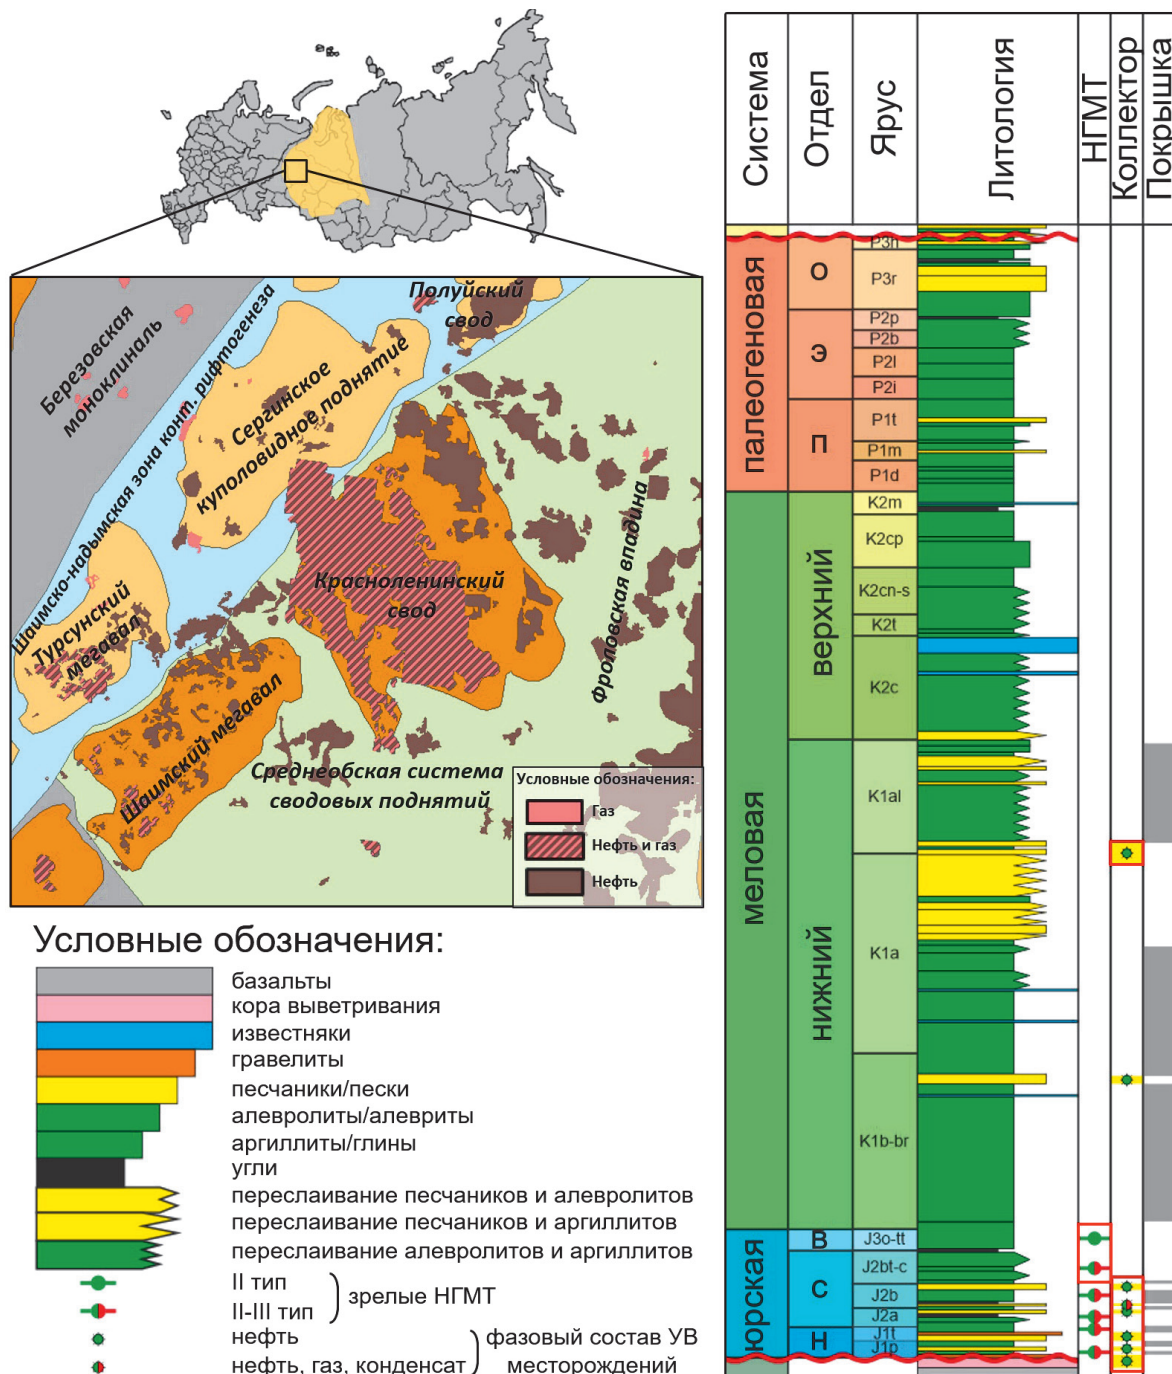 Березовская
моноклиналь
Шаимско-надымская зона конт. рифтогенеза
Полуйский
свод
Сергинское
куполовидное поднятие
Красноленинский
свод
Фроловская впадина
Турсунский
мегавал
Шаимский мегавал
Среднеобская система
сводовых поднятий
Условные обозначения:
Газ
Нефть и газ
Нефть
Условные обозначения:
базальты
кора выветривания
известняки
гравелиты
песчаники/пески
алевролиты/алевриты
аргиллиты/глины
угли
переслаивание песчаников и алевролитов
переслаивание песчаников и аргиллитов
переслаивание алевролитов и аргиллитов
II тип
II-III тип
зрелые НГМТ
нефть
нефть, газ, конденсат
фазовый состав УВ
месторождений
Система
Отдел
Ярус
Литология
НГМТ
Коллектор
Покрышка
палеогеновая
О
Э
П
P3h
P3r
P2p
P2b
P2l
P2i
P1t
P1m
P1d
меловая
верхний
K2m
K2cp
K2cn-s
K2t
K2c
нижний
K1al
K1a
K1b-br
юрская
В
С
Н
J3o-tt
J2bt-c
J2b
J2a
J1t
J1p